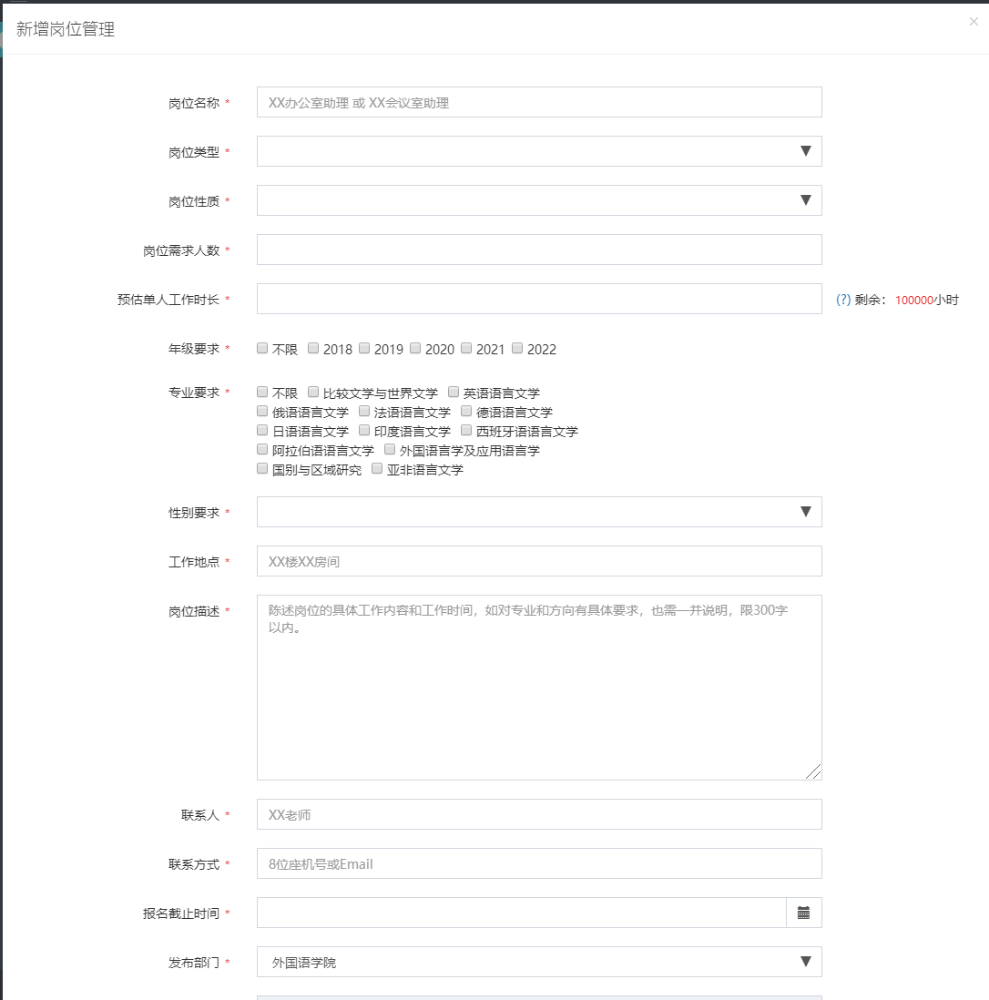 新增岗位管理
×
岗位名称 * XX办公室助理 或 XX会议室助理
岗位类型 *
岗位性质 *
岗位需求人数 *
预估单人工作时长 * (?) 剩余： 100000小时
年级要求 * 不限 2018 2019 2020 2021 2022
专业要求 * 不限 比较文学与世界文学 英语语言文学
俄语语言文学 法语语言文学 德语语言文学
日语语言文学 印度语言文学 西班牙语语言文学
阿拉伯语语言文学 外国语言学及应用语言学
国别与区域研究 亚非语言文学
性别要求 *
工作地点 * XX楼XX房间
岗位描述 * 陈述岗位的具体工作内容和工作时间，如对专业和方向有具体要求，也需一并说明，限300字
以内。
联系人 * XX老师
联系方式 * 8位座机号或Email
报名截止时间 *
发布部门 * 外国语学院